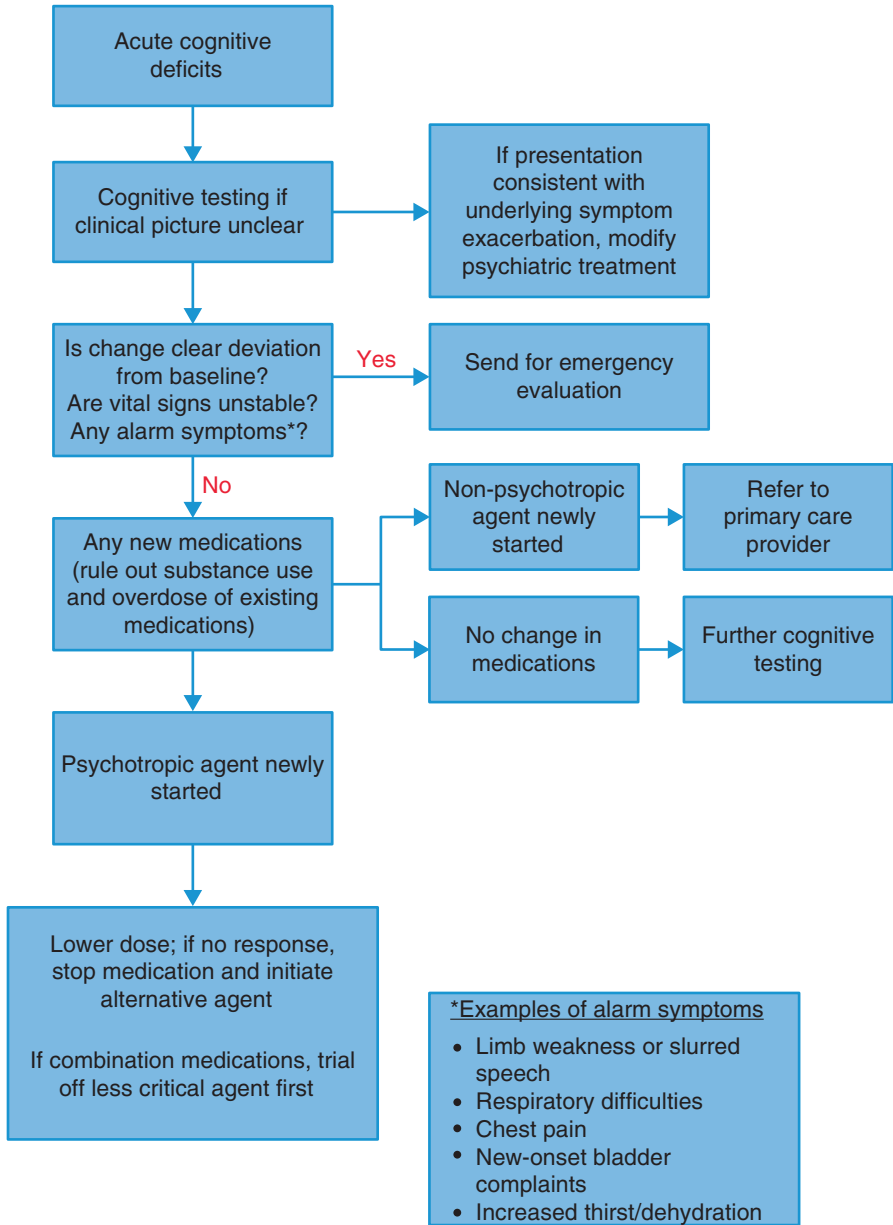 Acute cognitive
deficits
Cognitive testing if
clinical picture unclear
If presentation
consistent with
underlying symptom
exacerbation, modify
psychiatric treatment
Is change clear deviation
from baseline?
Are vital signs unstable?
Any alarm symptoms*?
Yes
Send for emergency
evaluation
No
Any new medications
(rule out substance use
and overdose of existing
medications)
Non-psychotropic
agent newly
started
Refer to
primary care
provider
No change in
medications
Further cognitive
testing
Psychotropic agent newly
started
Lower dose; if no response,
stop medication and initiate
alternative agent
If combination medications, trial
off less critical agent first
*Examples of alarm symptoms
• Limb weakness or slurred
speech
• Respiratory difficulties
• Chest pain
• New-onset bladder
complaints
• Increased thirst/dehydration